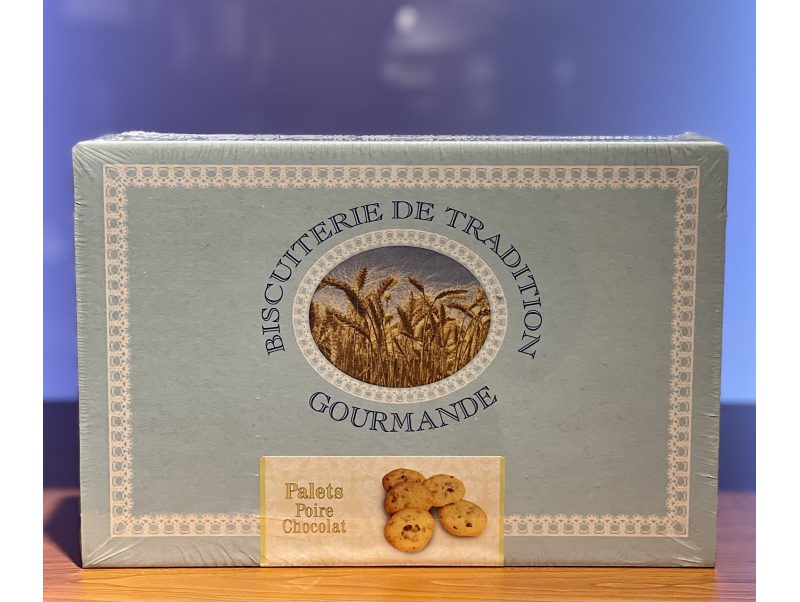 BISCUITERIE DE TRADITION
GOURMANDE
Palets
Poire
Chocolat